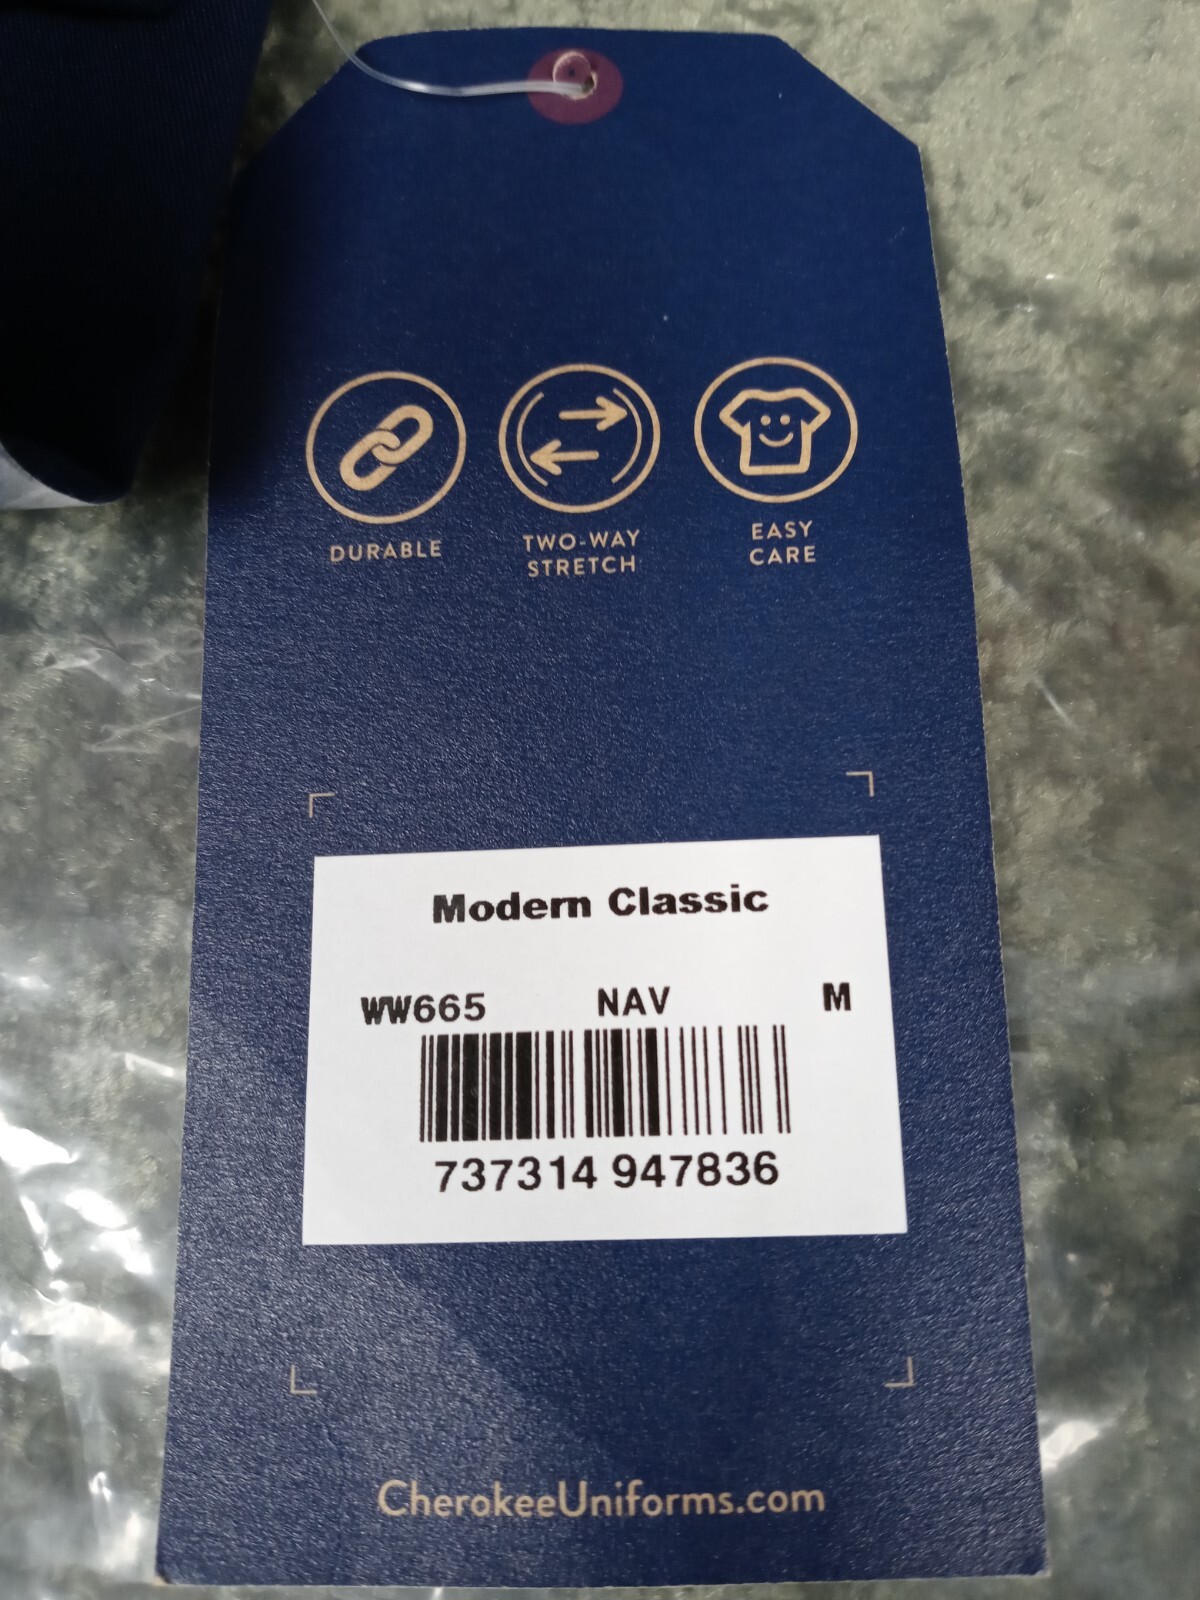 DURABLE
TWO-WAY
STRETCH
EASY
CARE
Modern Classic
WW665 NAV M
737314 947836
CherokeeUniforms.com